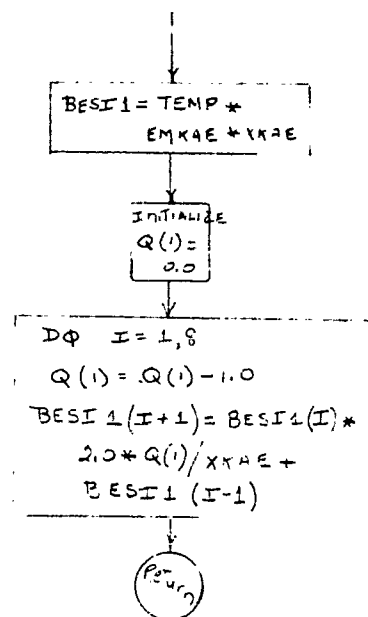 BESI1 = TEMP *
EMKAE * XKAE
INITIALIZE
Q(1) =
0.0
DO I = 1,8
Q(1) = Q(1) - 1.0
BESI1(I+1) = BESI1(I) *
2.0 * Q(1)/XKAE +
BESI1(I-1)
Return